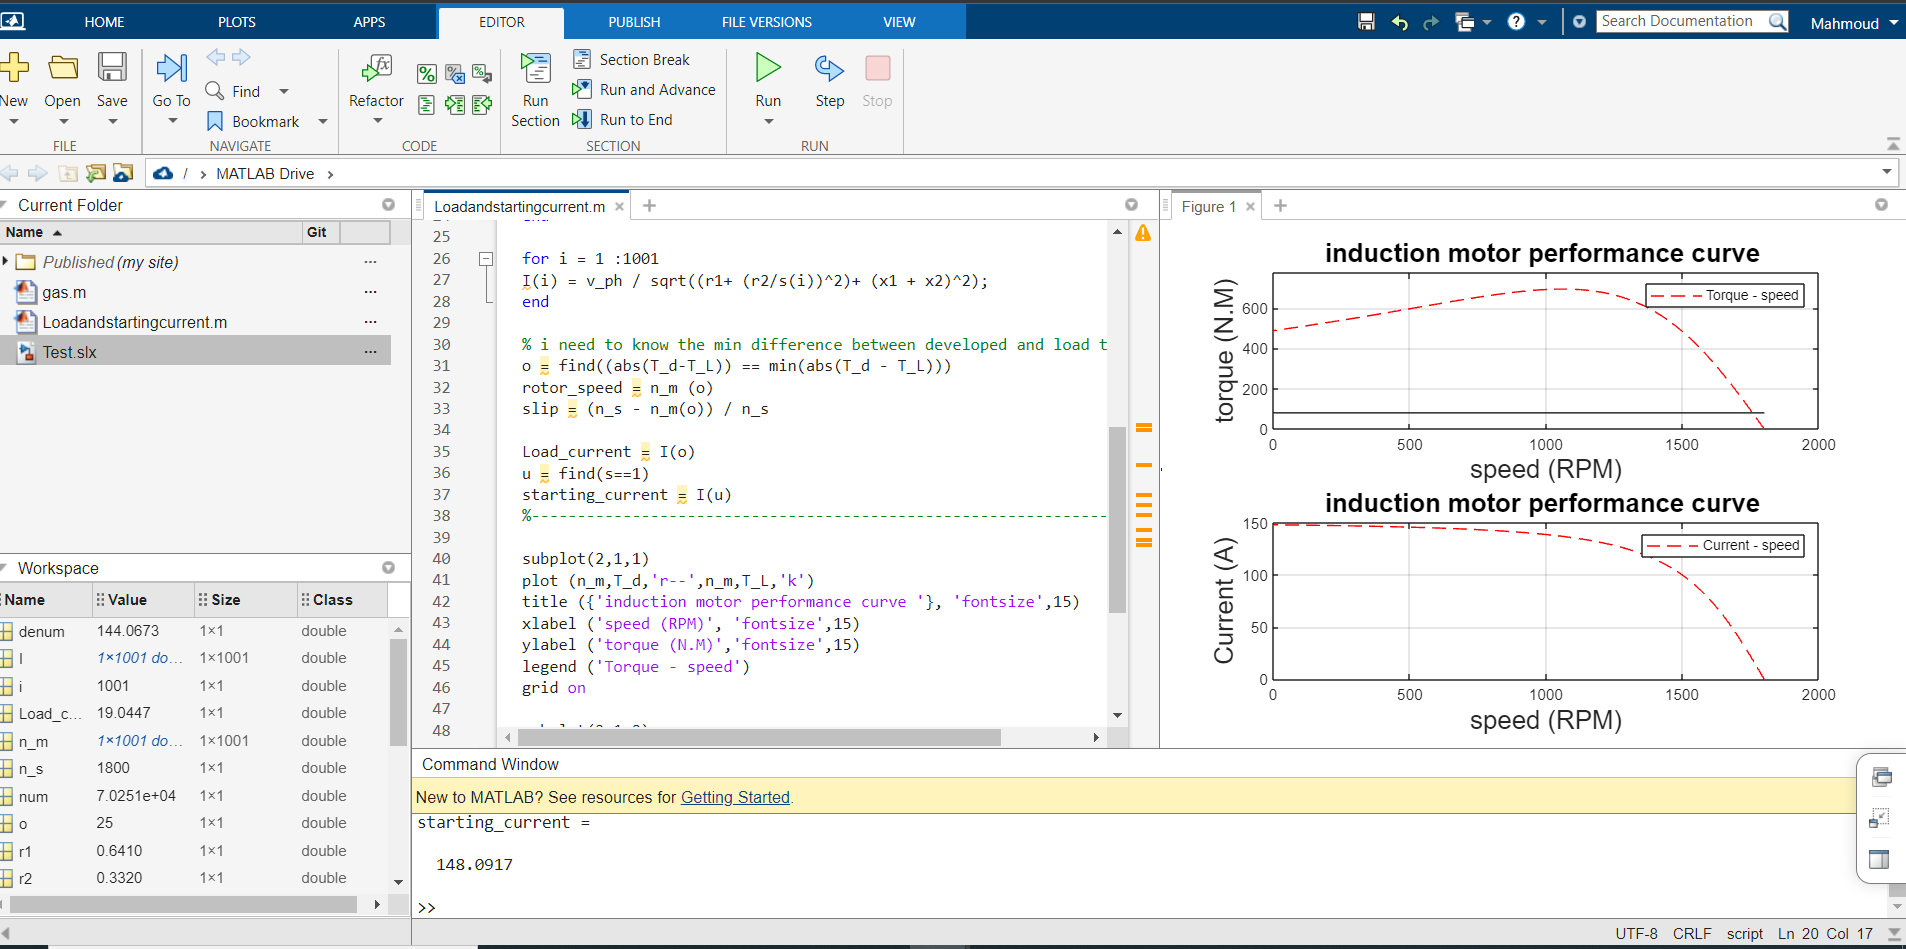 HOME PLOTS APPS EDITOR PUBLISH FILE VERSIONS VIEW Search Documentation Mahmoud
New Open Save Go To Find Bookmark Refactor Run Section Section Break Run and Advance Run to End Run Step Stop
FILE NAVIGATE CODE SECTION RUN
/ › MATLAB Drive ›
Current Folder
Name Git
Published (my site) ...
gas.m ...
Loadandstartingcurrent.m ...
Test.slx ...
Workspace
Name Value Size Class
denum 144.0673 1×1 double
I 1×1001 do... 1×1001 double
i 1001 1×1 double
Load_c... 19.0447 1×1 double
n_m 1×1001 do... 1×1001 double
n_s 1800 1×1 double
num 7.0251e+04 1×1 double
o 25 1×1 double
r1 0.6410 1×1 double
r2 0.3320 1×1 double
Loadandstartingcurrent.m
25
26 for i = 1 :1001
27 I(i) = v_ph / sqrt((r1+ (r2/s(i))^2)+ (x1 + x2)^2);
28 end
29
30 % i need to know the min difference between developed and load t
31 o = find((abs(T_d-T_L)) == min(abs(T_d - T_L)))
32 rotor_speed = n_m (o)
33 slip = (n_s - n_m(o)) / n_s
34
35 Load_current = I(o)
36 u = find(s==1)
37 starting_current = I(u)
38 %---------------------------------------------------------------
39
40 subplot(2,1,1)
41 plot (n_m,T_d,'r--',n_m,T_L,'k')
42 title ({'induction motor performance curve '}, 'fontsize',15)
43 xlabel ('speed (RPM)', 'fontsize',15)
44 ylabel ('torque (N.M)','fontsize',15)
45 legend ('Torque - speed')
46 grid on
47
48
Figure 1
induction motor performance curve
torque (N.M)
600
400
200
0
Torque - speed
0 500 1000 1500 2000
speed (RPM)
induction motor performance curve
Current (A)
150
100
50
0
Current - speed
0 500 1000 1500 2000
speed (RPM)
Command Window
New to MATLAB? See resources for Getting Started.
starting_current =
148.0917
>>
UTF-8 CRLF script Ln 20 Col 17